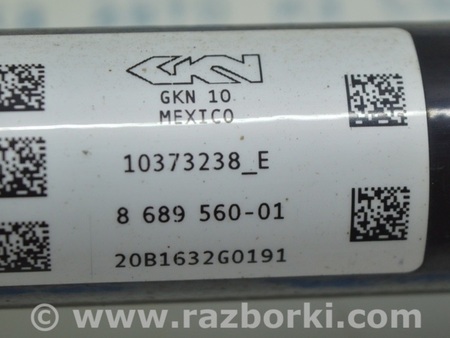 GKN
GKN 10
MEXICO
10373238_E
8 689 560-01
20B1632G0191
© www.razborki.com